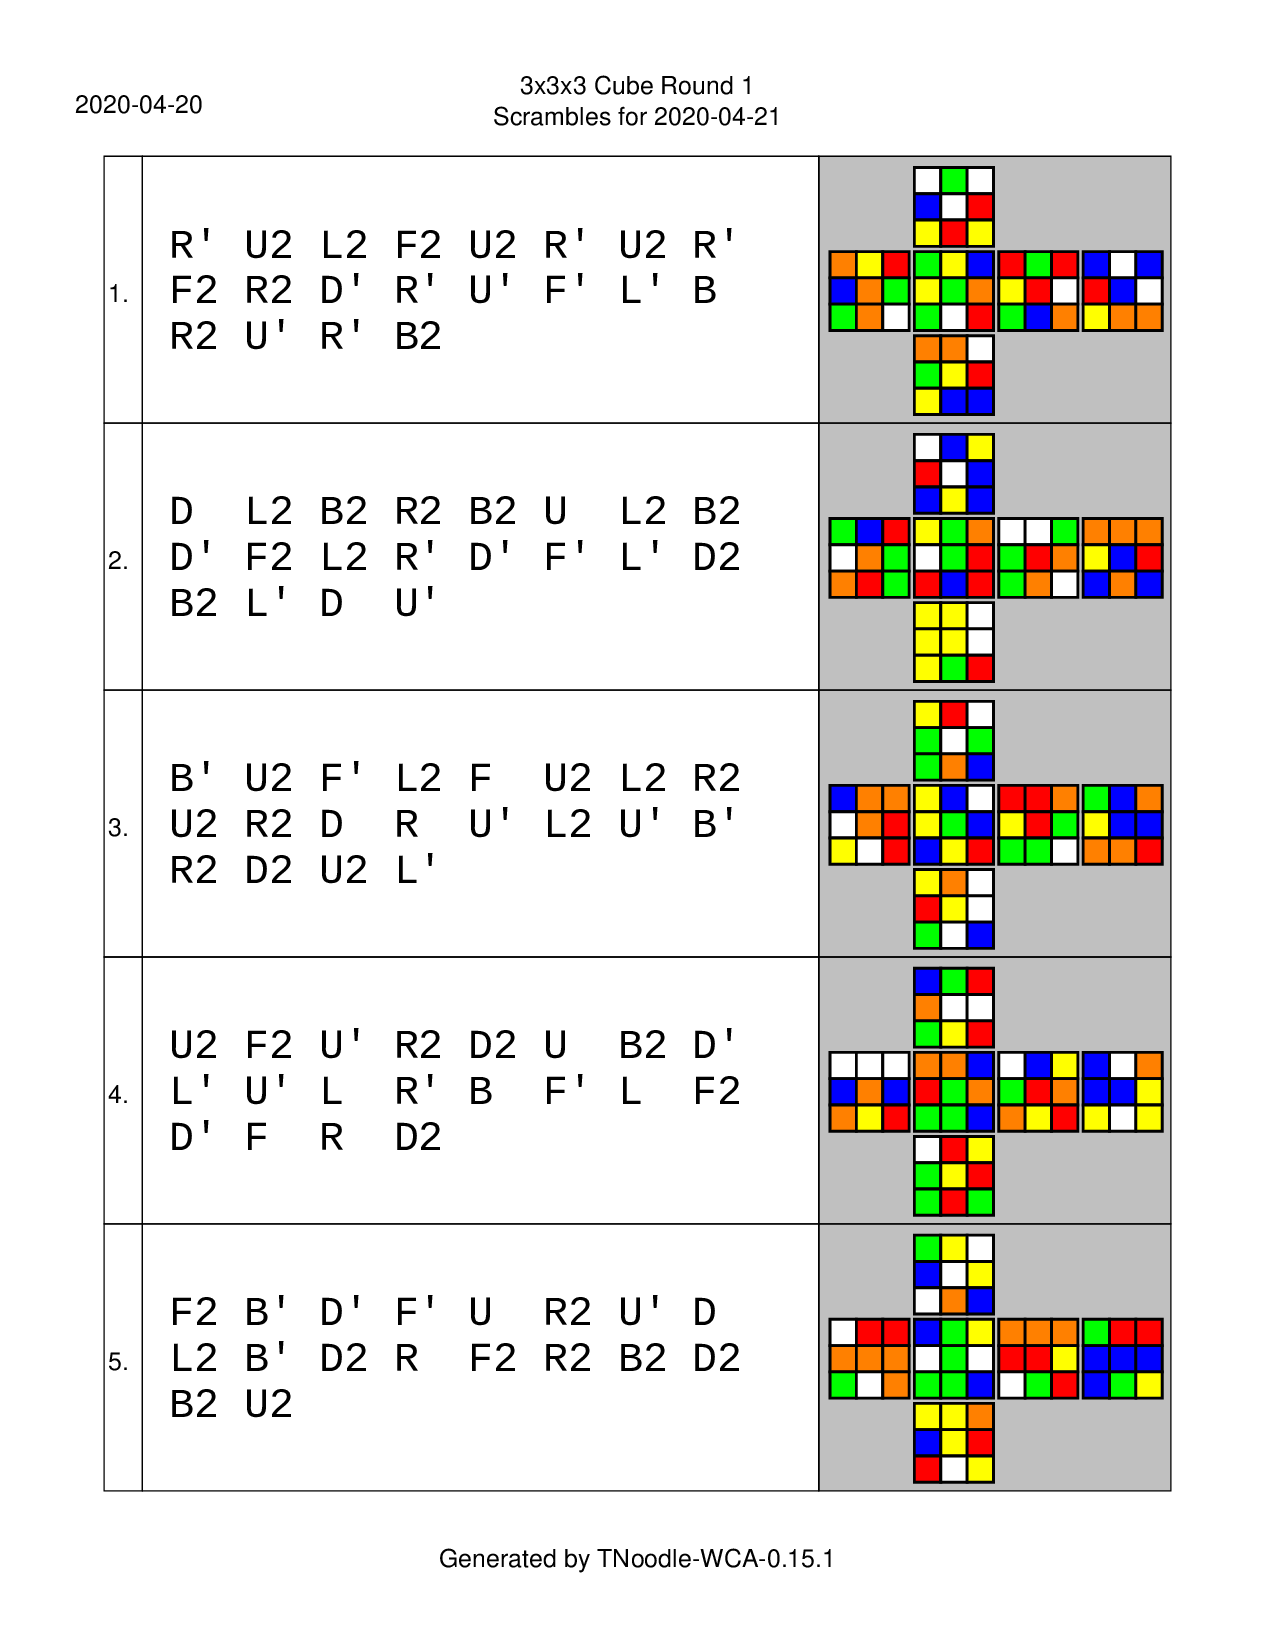 2020-04-20
3x3x3 Cube Round 1
Scrambles for 2020-04-21
1.
R' U2 L2 F2 U2 R' U2 R'
F2 R2 D' R' U' F' L' B
R2 U' R' B2
2.
D L2 B2 R2 B2 U L2 B2
D' F2 L2 R' D' F' L' D2
B2 L' D U'
3.
B' U2 F' L2 F U2 L2 R2
U2 R2 D R U' L2 U' B'
R2 D2 U2 L'
4.
U2 F2 U' R2 D2 U B2 D'
L' U' L R' B F' L F2
D' F R D2
5.
F2 B' D' F' U R2 U' D
L2 B' D2 R F2 R2 B2 D2
B2 U2
Generated by TNoodle-WCA-0.15.1